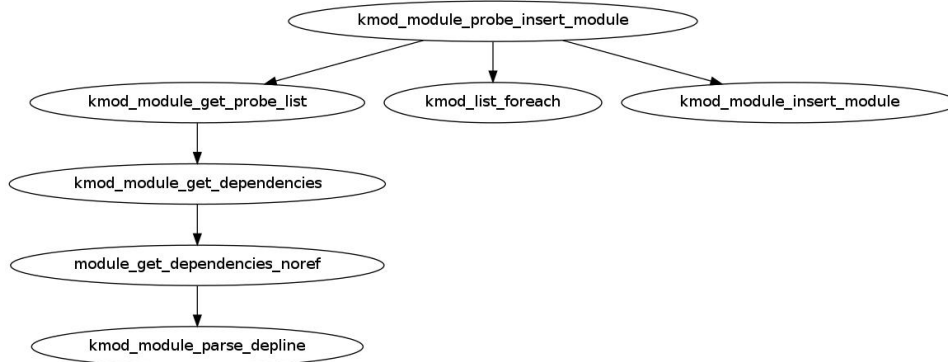 kmod_module_probe_insert_module
kmod_module_get_probe_list
kmod_list_foreach
kmod_module_insert_module
kmod_module_get_dependencies
module_get_dependencies_noref
kmod_module_parse_depline